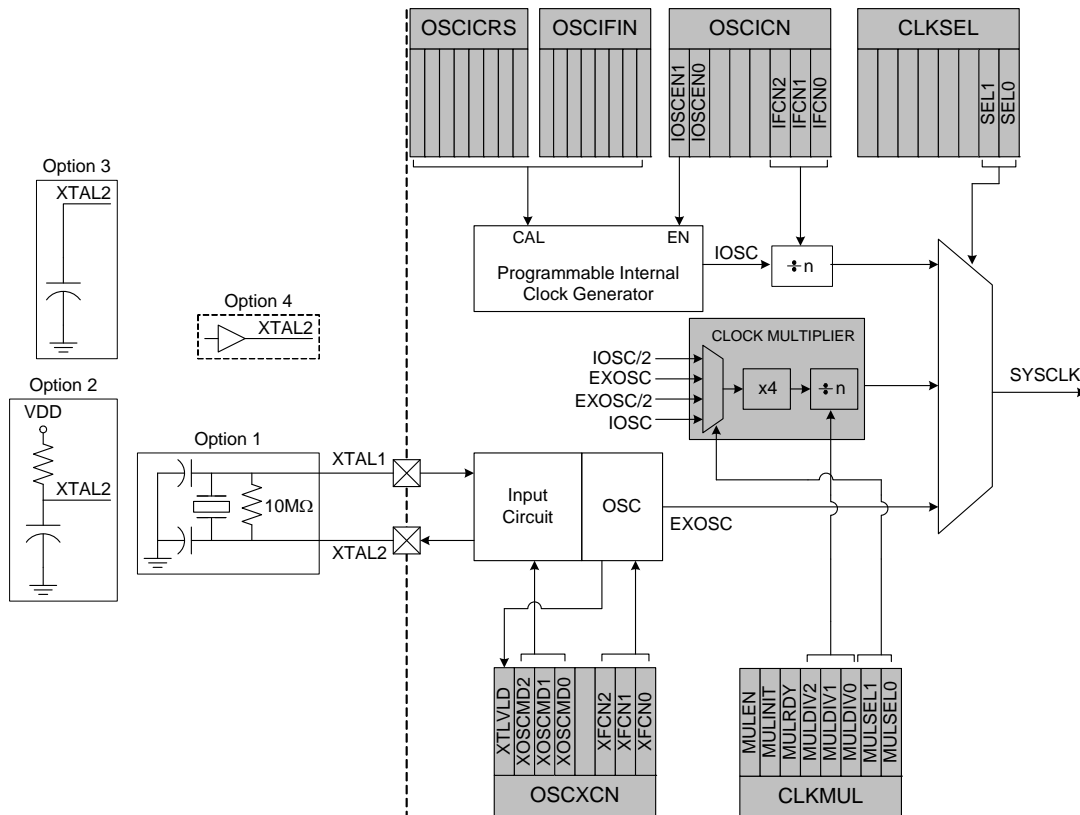 OSCICRS
OSCIFIN
OSCICN
CLKSEL
IOSCEN1
IOSCEN0
IFCN2
IFCN1
IFCN0
SEL1
SEL0
Option 3
XTAL2
Option 4
XTAL2
CAL
EN
Programmable Internal
Clock Generator
IOSC
÷n
CLOCK MULTIPLIER
IOSC/2
EXOSC
EXOSC/2
IOSC
x4
÷n
SYSCLK
Option 2
VDD
XTAL2
Option 1
10MΩ
XTAL1
XTAL2
Input
Circuit
OSC
EXOSC
XTLVLD
XOSCMD2
XOSCMD1
XOSCMD0
XFCN2
XFCN1
XFCN0
OSCXCN
MULEN
MULINIT
MULRDY
MULDIV2
MULDIV1
MULDIV0
MULSEL1
MULSEL0
CLKMUL